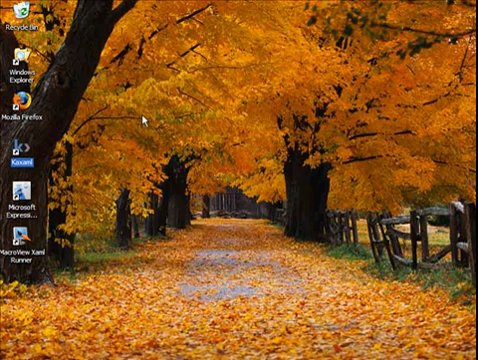 Recycle Bin
Windows
Explorer
Mozilla Firefox
Kaxaml
Microsoft
Expressi...
MacroView Xaml
Runner